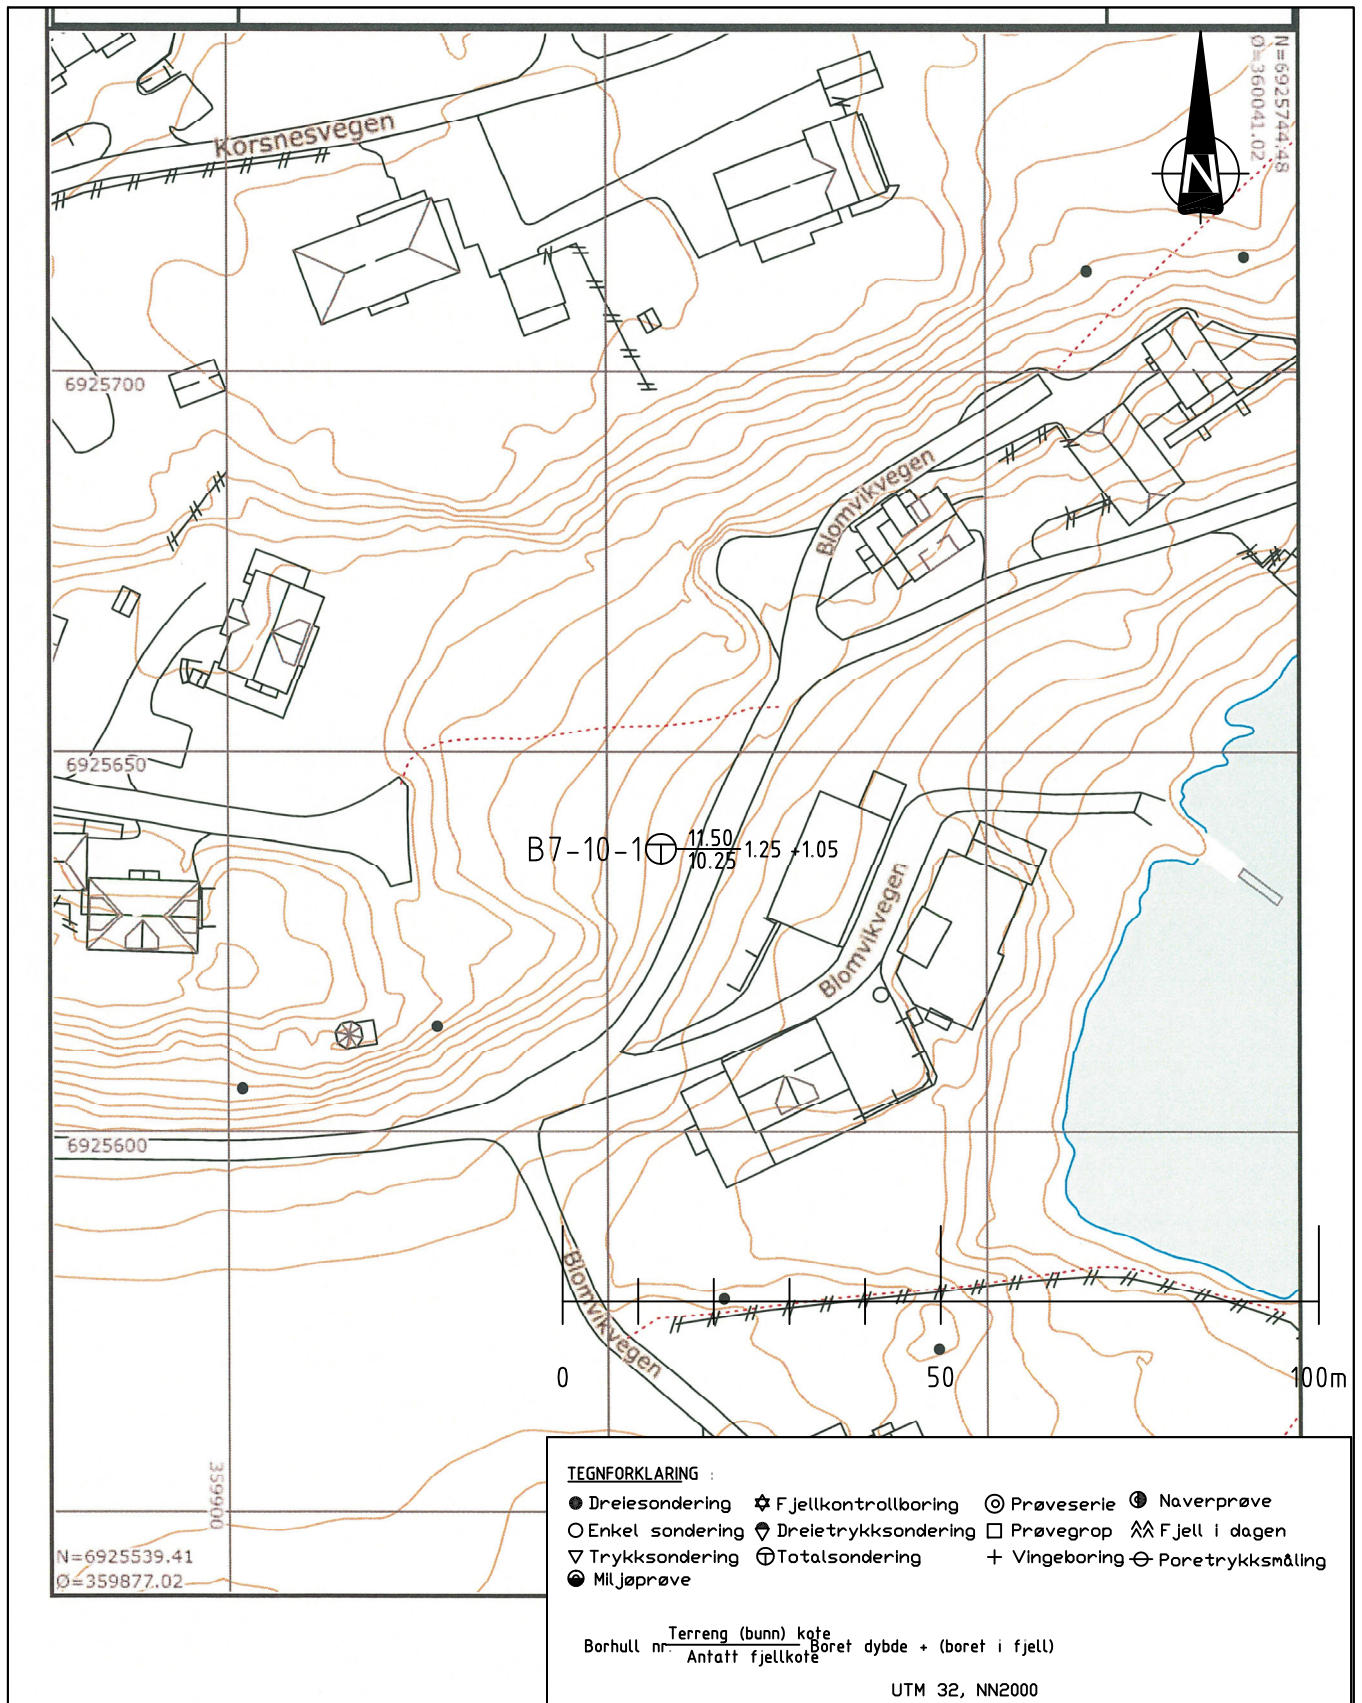 N=6925744.48
Ø=360041.02
N
Korsnesvegen
6925700
Blomvikvegen
6925650
B7-10-1 11.50 1.25 +1.05
10.25
Blomvikvegen
6925600
Blomvikvegen
0 50 100m
359900
N=6925539.41
Ø=359877.02
TEGNFORKLARING :
Dreiesondering Fjellkontrollboring Prøveserie Naverprøve
Enkel sondering Dreietrykksondering Prøvegrop Fjell i dagen
Trykksondering Totalsondering Vingeboring Poretrykksmåling
Miljøprøve
Borhull nr. Terreng (bunn) kote Boret dybde + (boret i fjell)
Antatt fjellkote
UTM 32, NN2000